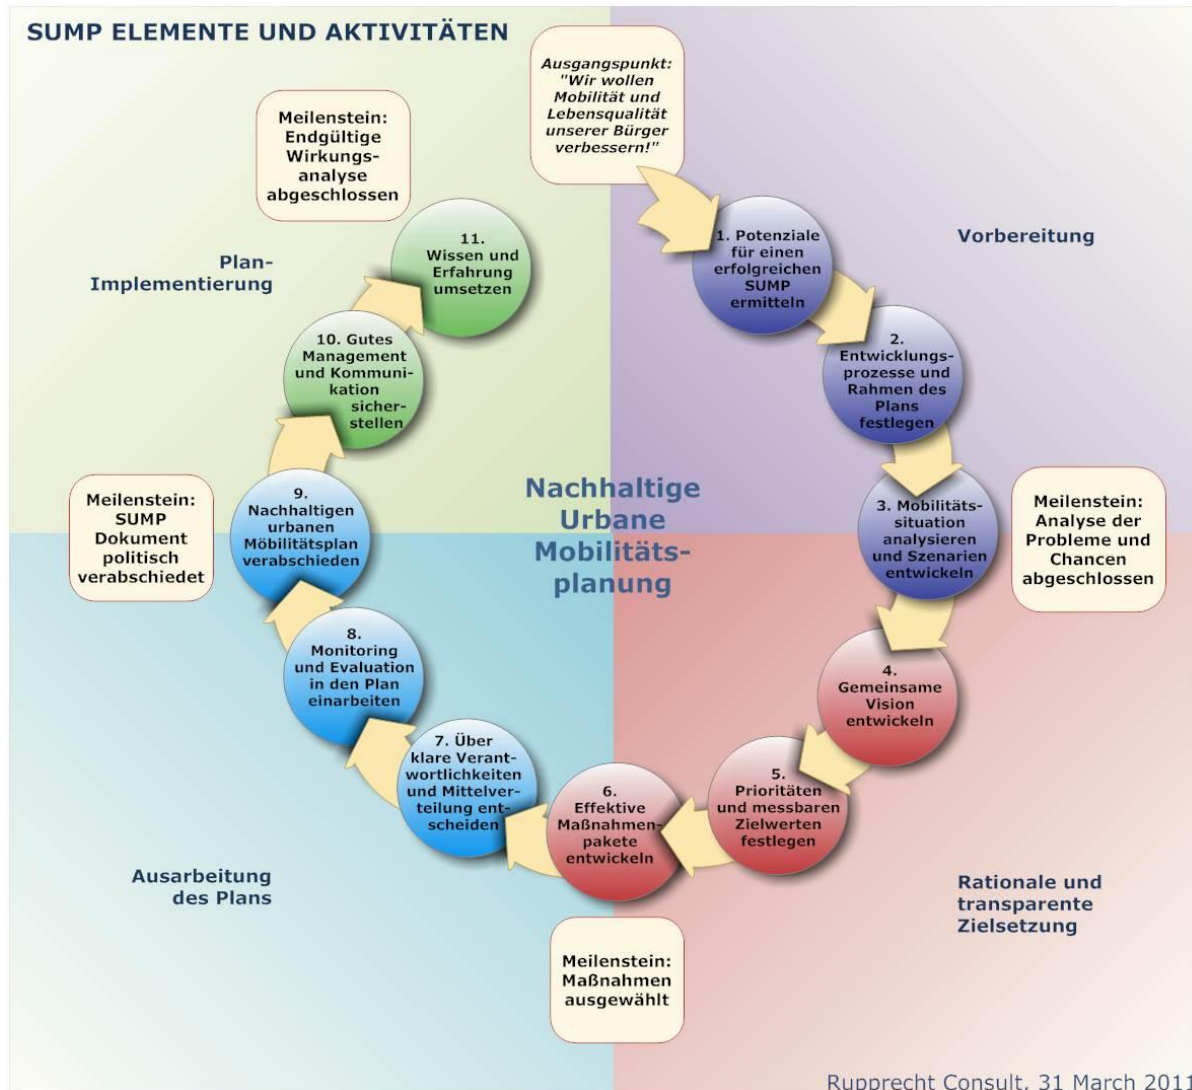 SUMP ELEMENTE UND AKTIVITÄTEN
Ausgangspunkt:
"Wir wollen
Mobilität und
Lebensqualität
unserer Bürger
verbessern!"
Meilenstein:
Endgültige
Wirkungs-
analyse
abgeschlossen
Vorbereitung
Plan-
Implementierung
1. Potenziale
für einen
erfolgreichen
SUMP
ermitteln
2.
Entwicklungs-
prozesse und
Rahmen des
Plans
festlegen
3. Mobilitäts-
situation
analysieren
und Szenarien
entwickeln
Meilenstein:
Analyse der
Probleme und
Chancen
abgeschlossen
4.
Gemeinsame
Vision
entwickeln
5.
Prioritäten
und messbaren
Zielwerten
festlegen
6.
Effektive
Maßnahmen-
pakete
entwickeln
Meilenstein:
Maßnahmen
ausgewählt
7. Über
klare Verant-
wortlichkeiten
und Mittelver-
teilung ent-
scheiden
8.
Monitoring
und Evaluation
in den Plan
einarbeiten
9.
Nachhaltigen
urbanen
Möbilitätsplan
verabschieden
Meilenstein:
SUMP
Dokument
politisch
verabschiedet
10. Gutes
Management
und Kommuni-
kation
sicher-
stellen
11.
Wissen und
Erfahrung
umsetzen
Nachhaltige
Urbane
Mobilitäts-
planung
Ausarbeitung
des Plans
Rationale und
transparente
Zielsetzung
Rupprecht Consult, 31 March 2011